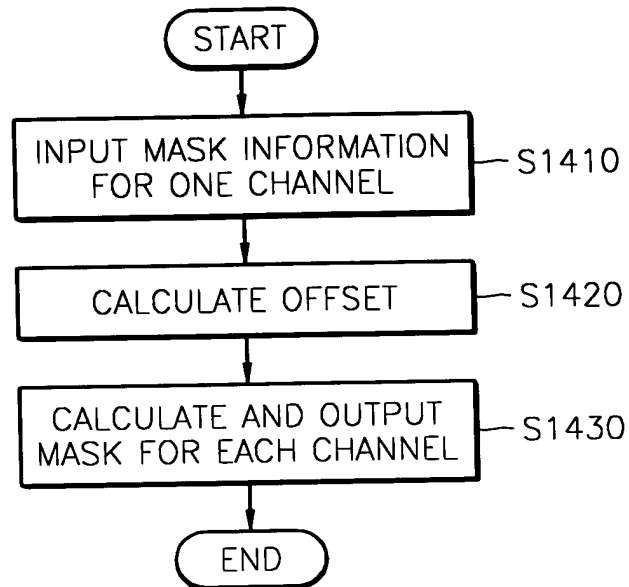 START
INPUT MASK INFORMATION
FOR ONE CHANNEL
S1410
CALCULATE OFFSET
S1420
CALCULATE AND OUTPUT
MASK FOR EACH CHANNEL
S1430
END